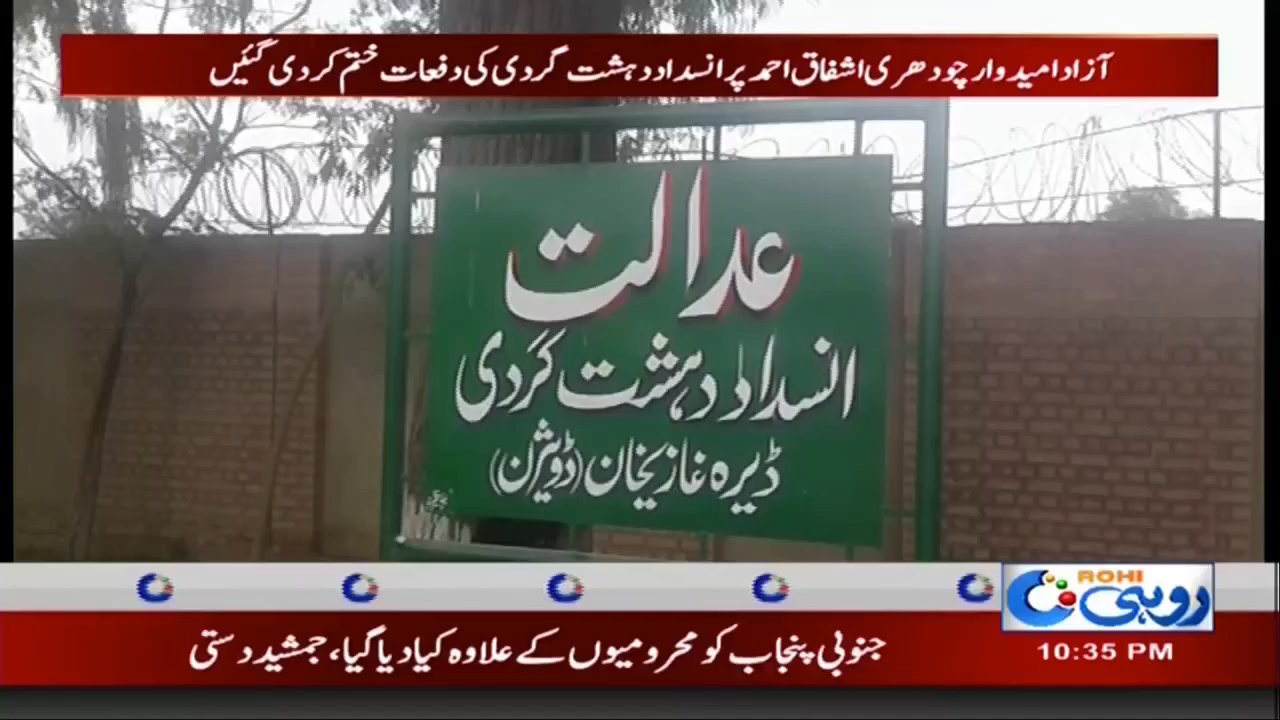 آزاد امیدوار چودھری اشفاق احمد پر انسداد دہشت گردی کی دفعات ختم کر دی گئیں
عدالت
انسداد دہشت گردی
ڈیرہ غازیخان (ڈویژن)
ROHI
روہی
10:35 PM
جنوبی پنجاب کو محرومیوں کے علاوہ کیا دیا گیا، جمشید دستی